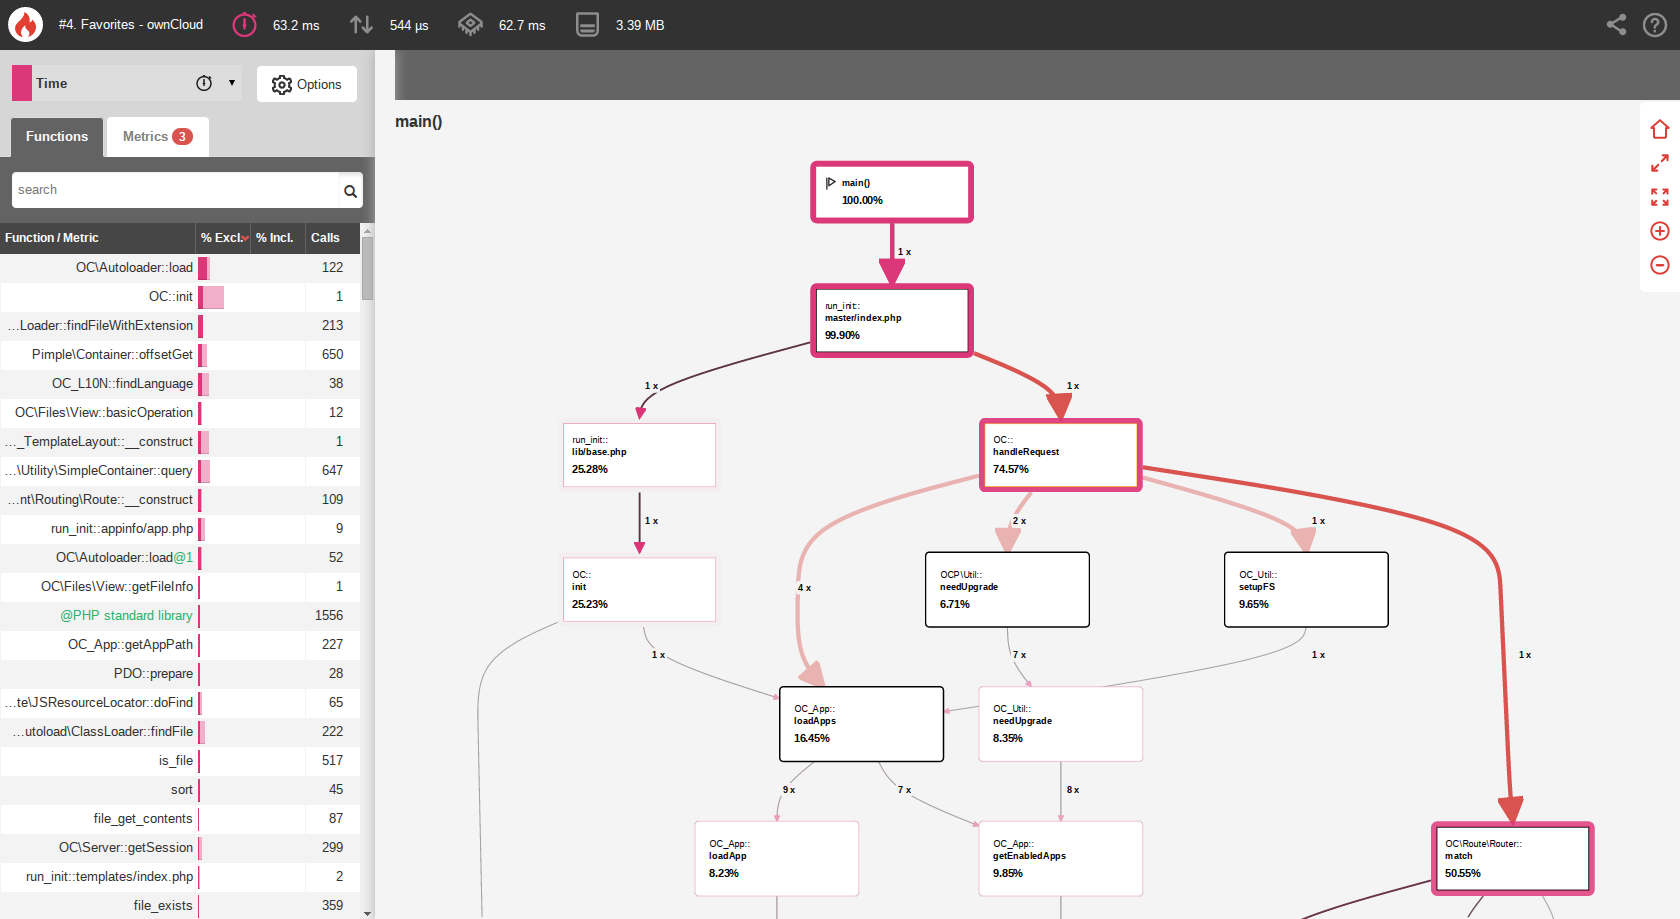 #4. Favorites - ownCloud
63.2 ms
544 µs
62.7 ms
3.39 MB
Time
Options
Functions
Metrics 3
search
Function / Metric
% Excl.
% Incl.
Calls
OC\Autoloader::load 122
OC::init 1
...Loader::findFileWithExtension 213
Pimple\Container::offsetGet 650
OC_L10N::findLanguage 38
OC\Files\View::basicOperation 12
..._TemplateLayout::__construct 1
...\Utility\SimpleContainer::query 647
...nt\Routing\Route::__construct 109
run_init::appinfo/app.php 9
OC\Autoloader::load@1 52
OC\Files\View::getFileInfo 1
@PHP standard library 1556
OC_App::getAppPath 227
PDO::prepare 28
...te\JSResourceLocator::doFind 65
...utoload\ClassLoader::findFile 222
is_file 517
sort 45
file_get_contents 87
OC\Server::getSession 299
run_init::templates/index.php 2
file_exists 359
main()
main()
100.00%
1 x
run_init::
master/index.php
99.90%
1 x
1 x
run_init::
lib/base.php
25.28%
OC::
handleRequest
74.57%
1 x
2 x
1 x
OC::
init
25.23%
4 x
OCP\Util::
needUpgrade
6.71%
OC_Util::
setupFS
9.65%
1 x
7 x
1 x
1 x
OC_App::
loadApps
16.45%
OC_Util::
needUpgrade
8.35%
9 x
7 x
8 x
OC_App::
loadApp
8.23%
OC_App::
getEnabledApps
9.85%
OC\Route\Router::
match
50.55%